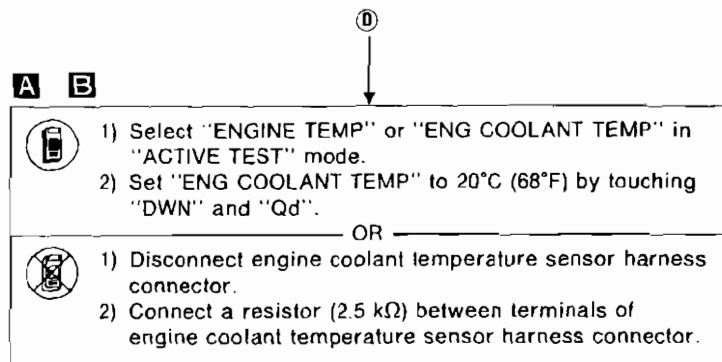 D
A B
1) Select "ENGINE TEMP" or "ENG COOLANT TEMP" in
"ACTIVE TEST" mode.
2) Set "ENG COOLANT TEMP" to 20°C (68°F) by touching
"DWN" and "Qd".
OR
1) Disconnect engine coolant temperature sensor harness
connector.
2) Connect a resistor (2.5 kΩ) between terminals of
engine coolant temperature sensor harness connector.